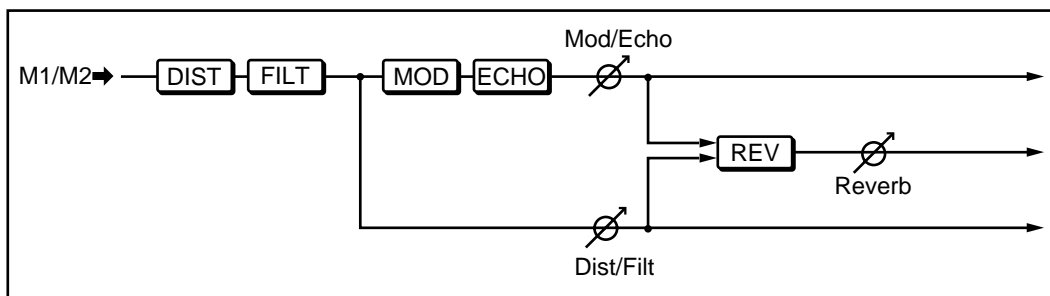 Mod/Echo
M1/M2 DIST FILT MOD ECHO
REV
Reverb
Dist/Filt